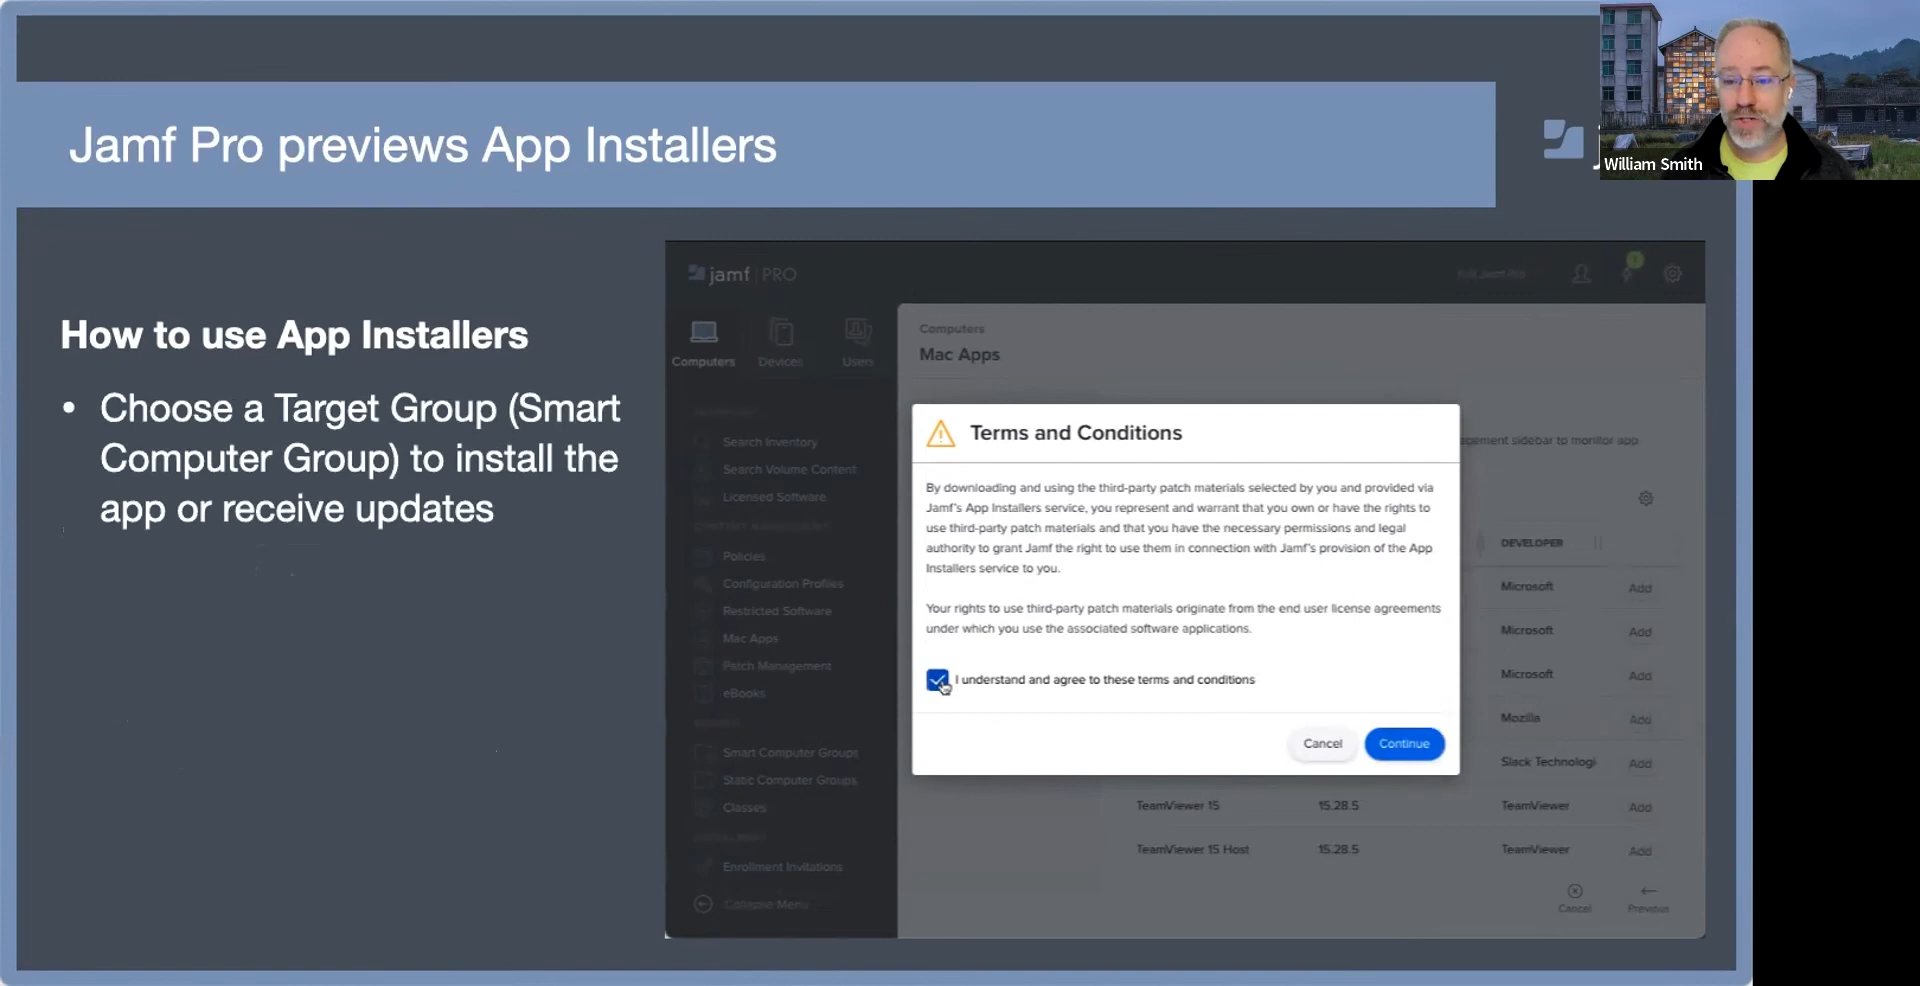 Jamf Pro previews App Installers
William Smith
How to use App Installers
• Choose a Target Group (Smart
Computer Group) to install the
app or receive updates
jamf PRO
1
Computers
Devices
Users
Computers
Mac Apps
Search Inventory
Search Volume Content
Licensed Software
Policies
Configuration Profiles
Restricted Software
Mac Apps
Patch Management
eBooks
Smart Computer Groups
Static Computer Groups
Classes
Enrollment Invitations
Collapse Menu
sidebar to monitor app
Terms and Conditions
By downloading and using the third-party patch materials selected by you and provided via
Jamf's App Installers service, you represent and warrant that you own or have the rights to
use third-party patch materials and that you have the necessary permissions and legal
authority to grant Jamf the right to use them in connection with Jamf's provision of the App
Installers service to you.
Your rights to use third-party patch materials originate from the end user license agreements
under which you use the associated software applications.
I understand and agree to these terms and conditions
Cancel
Continue
DEVELOPER
Microsoft Add
Microsoft Add
Microsoft Add
Mozilla Add
Slack Technologi Add
TeamViewer 15 15.28.5 TeamViewer Add
TeamViewer 15 Host 15.28.5 TeamViewer Add
Cancel
Previous